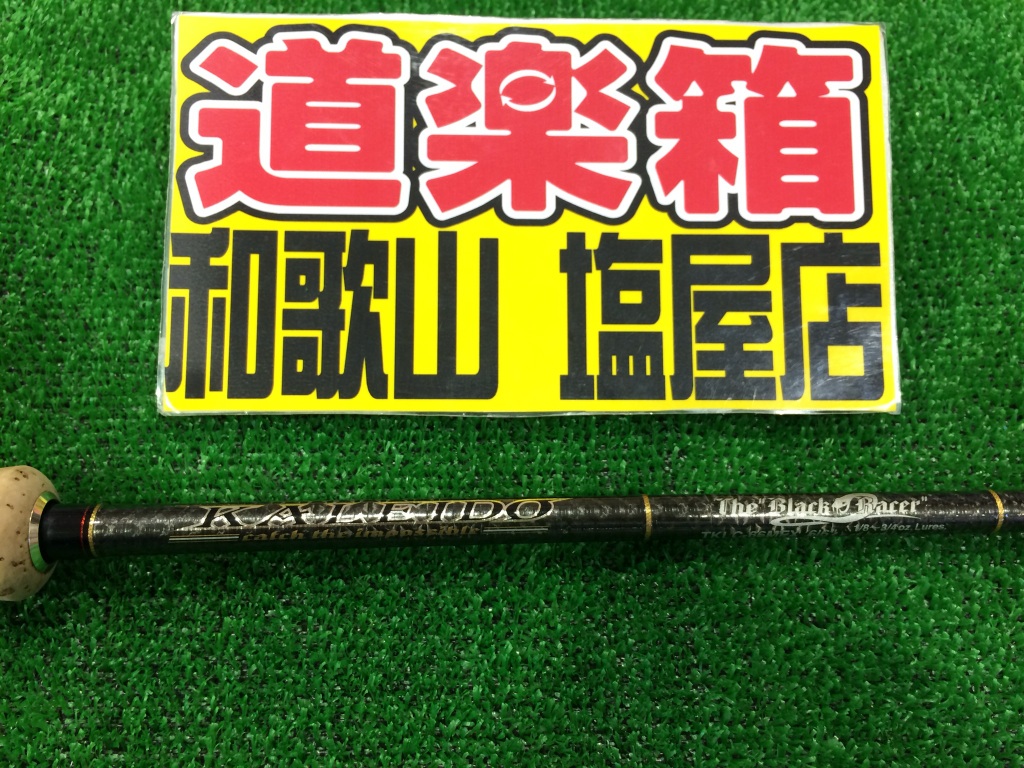 道楽箱
和歌山 塩屋店
KALEIDO
The "Black Racer"
1/8~3/4oz. Lures.